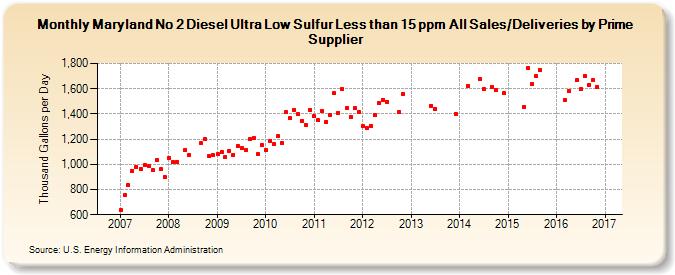 Monthly Maryland No 2 Diesel Ultra Low Sulfur Less than 15 ppm All Sales/Deliveries by Prime
Supplier
Thousand Gallons per Day
1,800
1,600
1,400
1,200
1,000
800
600
2007 2008 2009 2010 2011 2012 2013 2014 2015 2016 2017
Source: U.S. Energy Information Administration